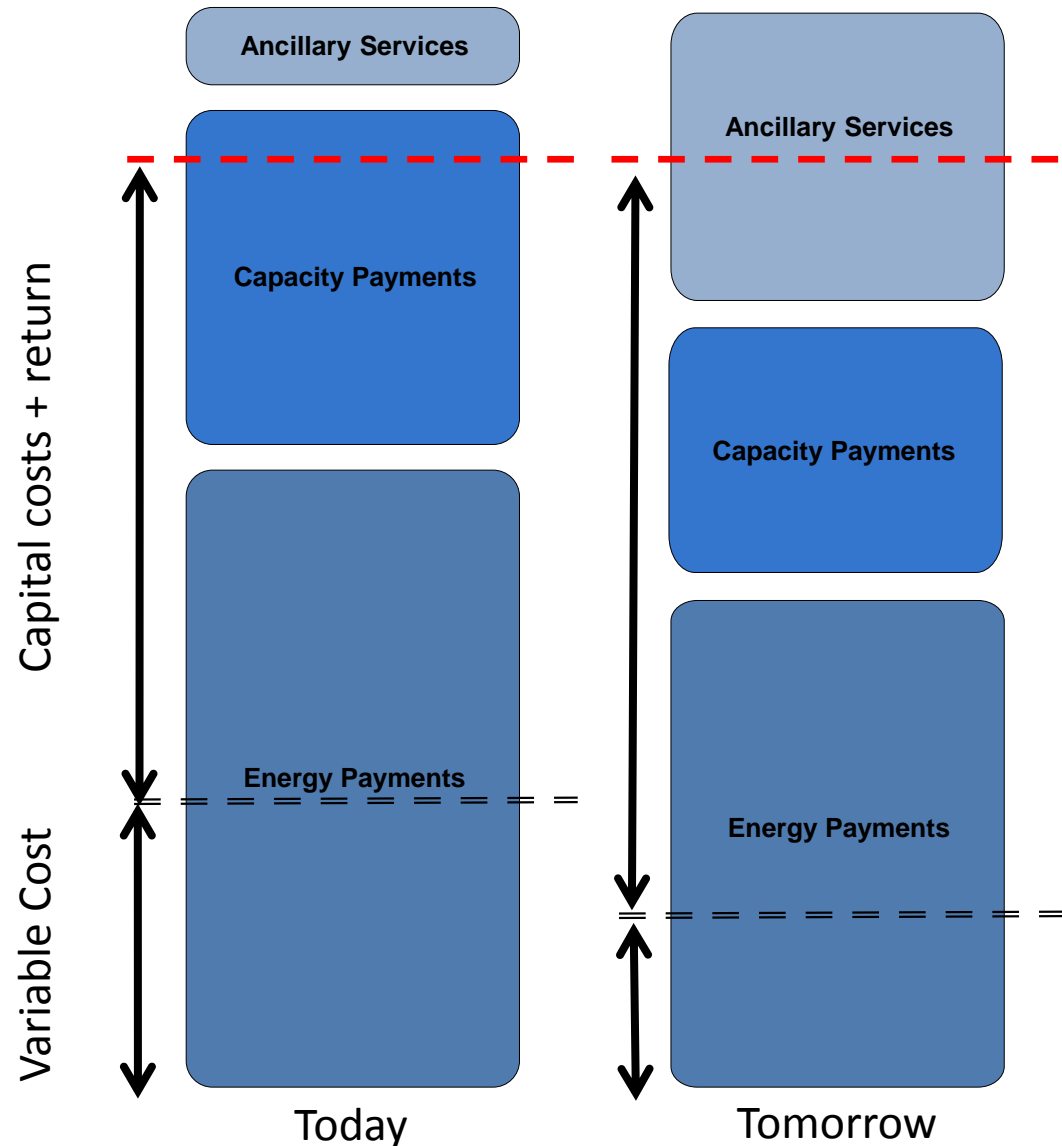 Ancillary Services
Capacity Payments
Energy Payments
Ancillary Services
Capacity Payments
Energy Payments
Capital costs + return
Variable Cost
Today
Tomorrow